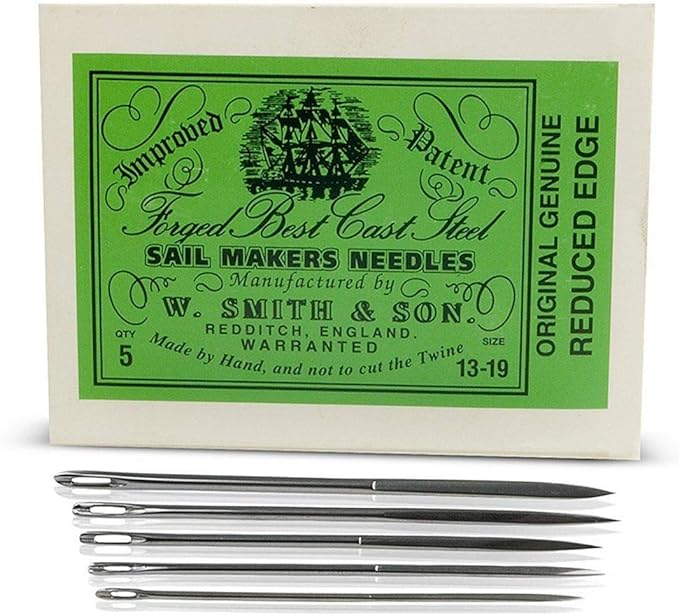 Improved Patent
Forged Best Cast Steel
SAIL MAKERS NEEDLES
Manufactured by
W. SMITH & SON.
REDDITCH, ENGLAND.
WARRANTED
Made by Hand, and not to cut the Twine
QTY
5
SIZE
13-19
ORIGINAL GENUINE
REDUCED EDGE